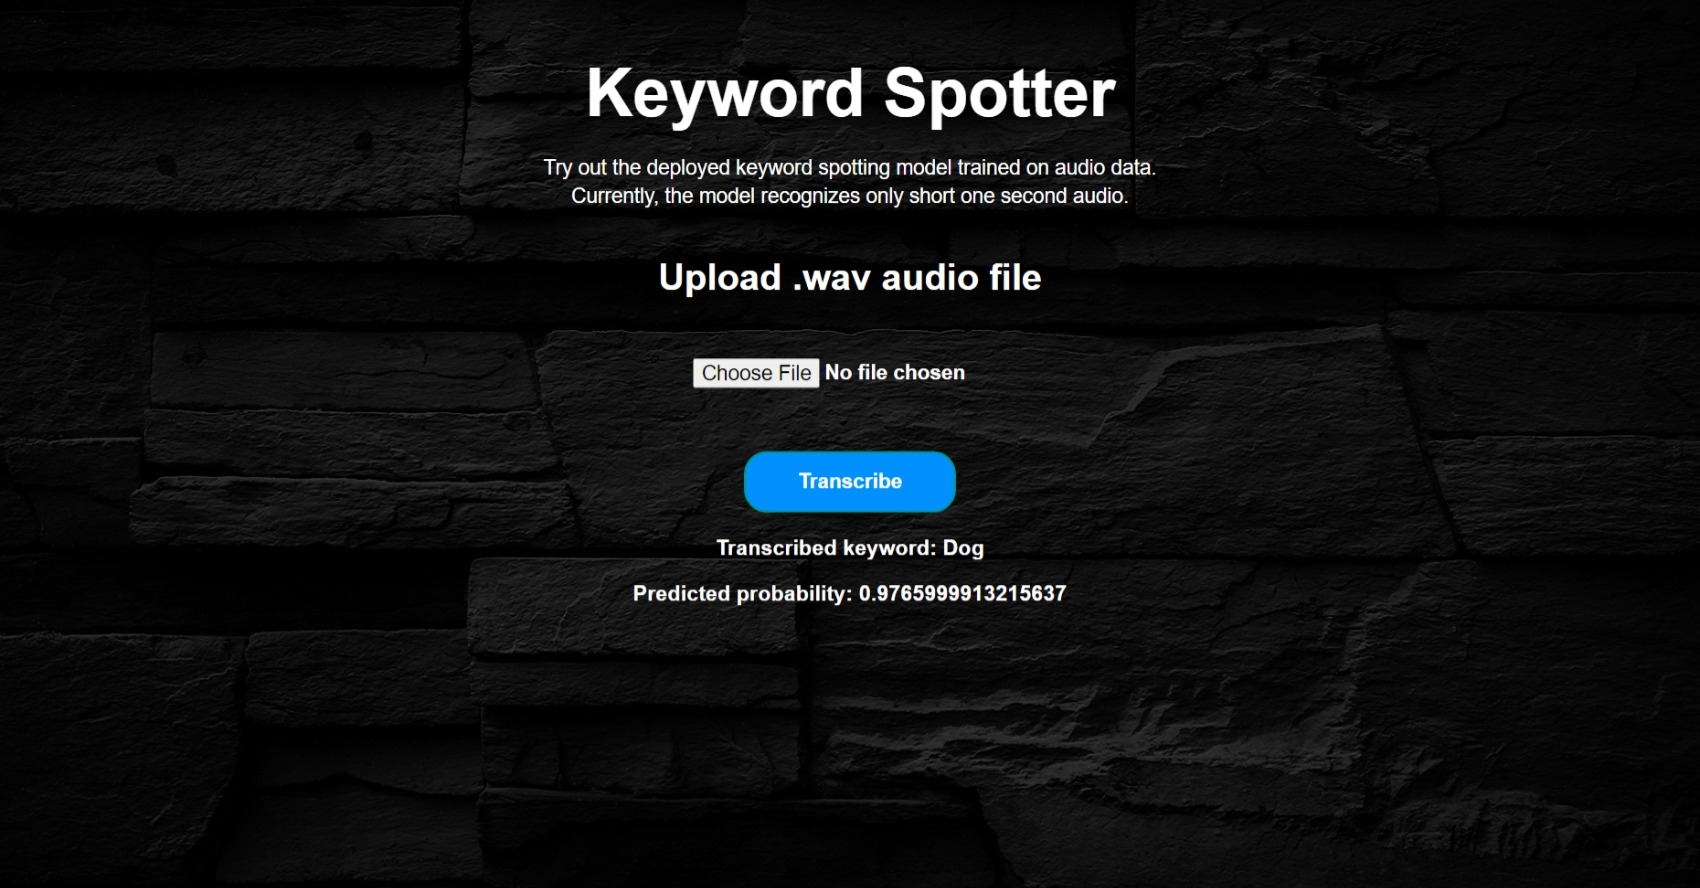 Keyword Spotter
Try out the deployed keyword spotting model trained on audio data.
Currently, the model recognizes only short one second audio.
Upload .wav audio file
Choose File No file chosen
Transcribe
Transcribed keyword: Dog
Predicted probability: 0.9765999913215637